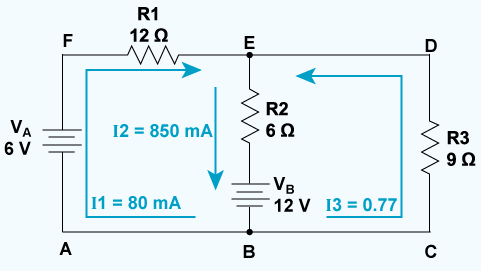 R1
12 Ω
F
E
D
R2
6 Ω
I2 = 850 mA
VA
6 V
R3
9 Ω
VB
12 V
I1 = 80 mA
I3 = 0.77
A
B
C